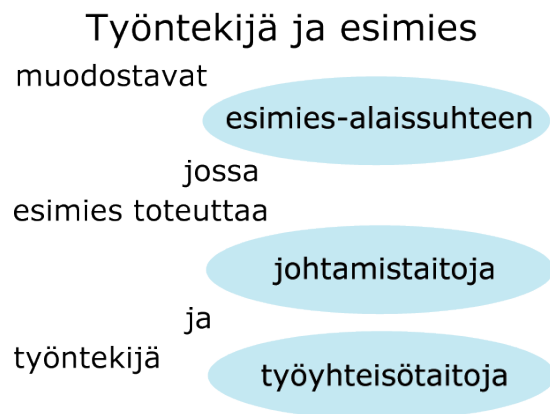 Työntekijä ja esimies
muodostavat
esimies-alaissuhteen
jossa
esimies toteuttaa
johtamistaitoja
ja
työntekijä
työyhteisötaitoja